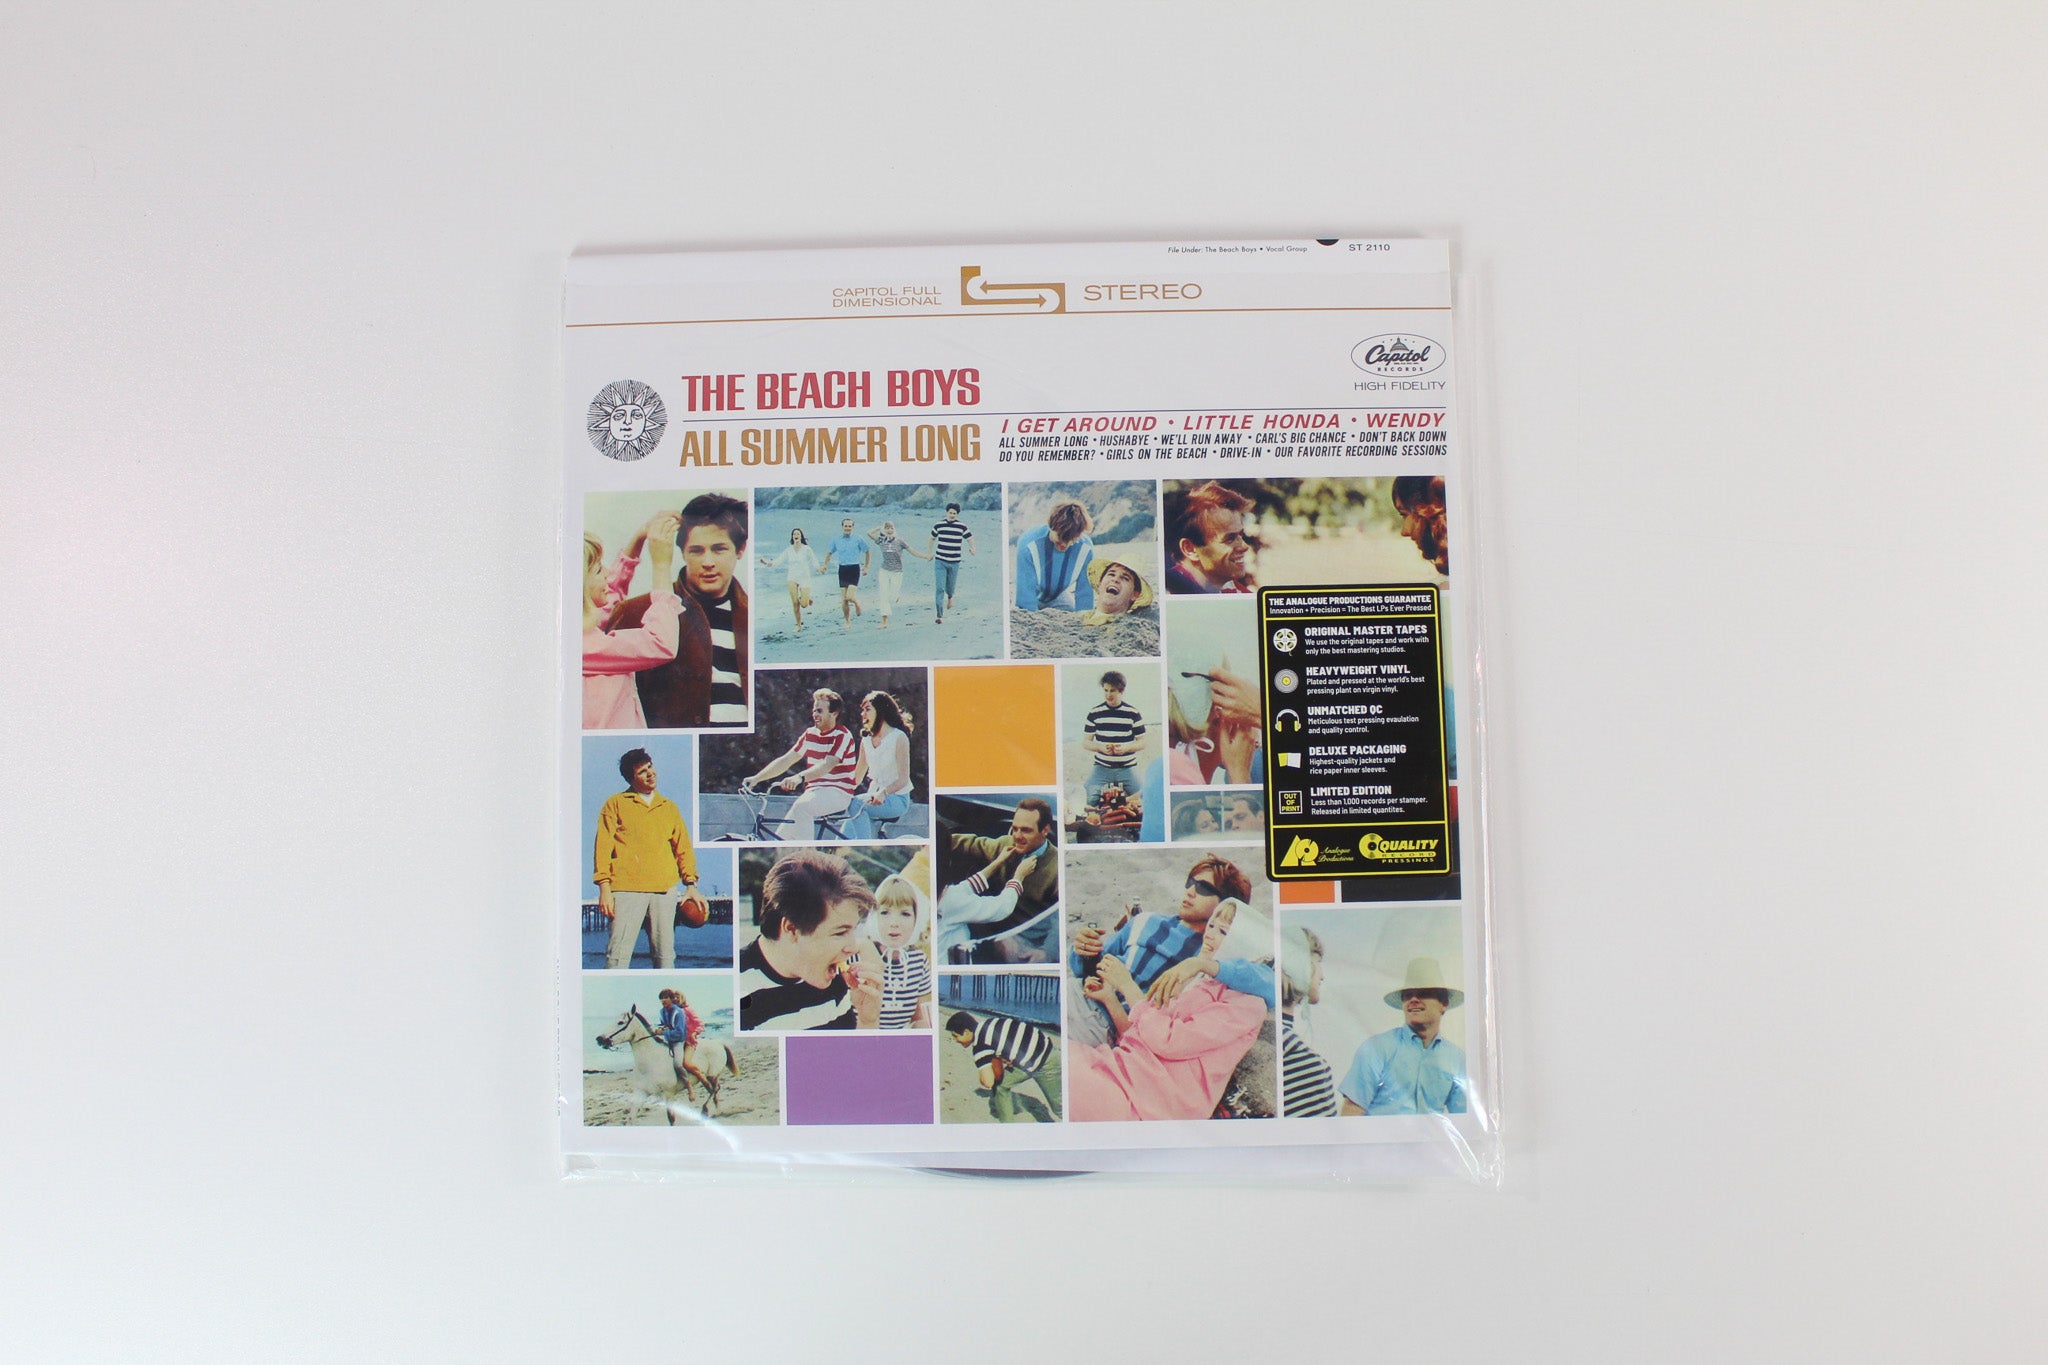 File Under: The Beach Boys • Vocal Group
ST 2110
CAPITOL FULL
DIMENSIONAL
STEREO
Capitol
RECORDS
HIGH FIDELITY
THE BEACH BOYS
ALL SUMMER LONG
I GET AROUND • LITTLE HONDA • WENDY
ALL SUMMER LONG • HUSHABYE • WE'LL RUN AWAY • CARL'S BIG CHANCE • DON'T BACK DOWN
DO YOU REMEMBER? • GIRLS ON THE BEACH • DRIVE-IN • OUR FAVORITE RECORDING SESSIONS
THE ANALOGUE PRODUCTIONS GUARANTEE
Innovation + Precision = The Best LPs Ever Pressed
ORIGINAL MASTER TAPES
We use the original tapes and work with
only the best mastering studios.
HEAVYWEIGHT VINYL
Plated and pressed at the world's best
pressing plant on virgin vinyl.
UNMATCHED QC
Meticulous test pressing evaulation
and quality control.
DELUXE PACKAGING
Highest-quality jackets and
rice paper inner sleeves.
OUT
OF
PRINT
LIMITED EDITION
Less than 1,000 records per stamper.
Released in limited quantites.
Analogue
Productions
QUALITY
RECORD
PRESSINGS